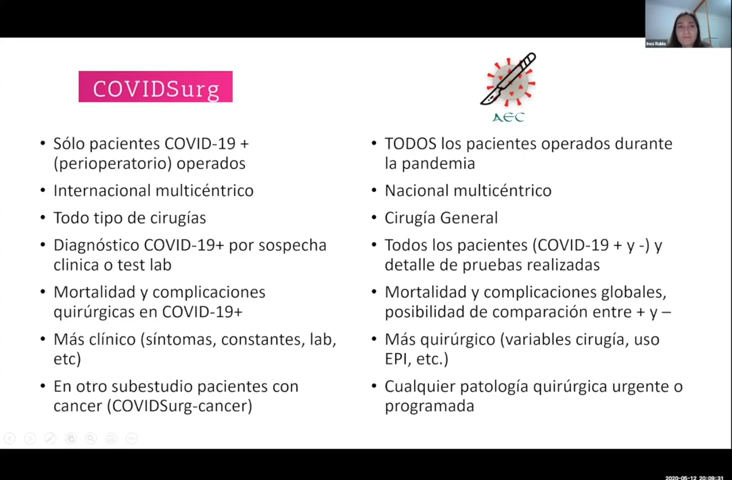 Ines Rubio
COVIDSurg
AEC
• Sólo pacientes COVID-19 +
(perioperatorio) operados
• Internacional multicéntrico
• Todo tipo de cirugías
• Diagnóstico COVID-19+ por sospecha
clinica o test lab
• Mortalidad y complicaciones
quirúrgicas en COVID-19+
• Más clínico (síntomas, constantes, lab,
etc)
• En otro subestudio pacientes con
cancer (COVIDSurg-cancer)
• TODOS los pacientes operados durante
la pandemia
• Nacional multicéntrico
• Cirugía General
• Todos los pacientes (COVID-19 + y -) y
detalle de pruebas realizadas
• Mortalidad y complicaciones globales,
posibilidad de comparación entre + y –
• Más quirúrgico (variables cirugía, uso
EPI, etc.)
• Cualquier patología quirúrgica urgente o
programada